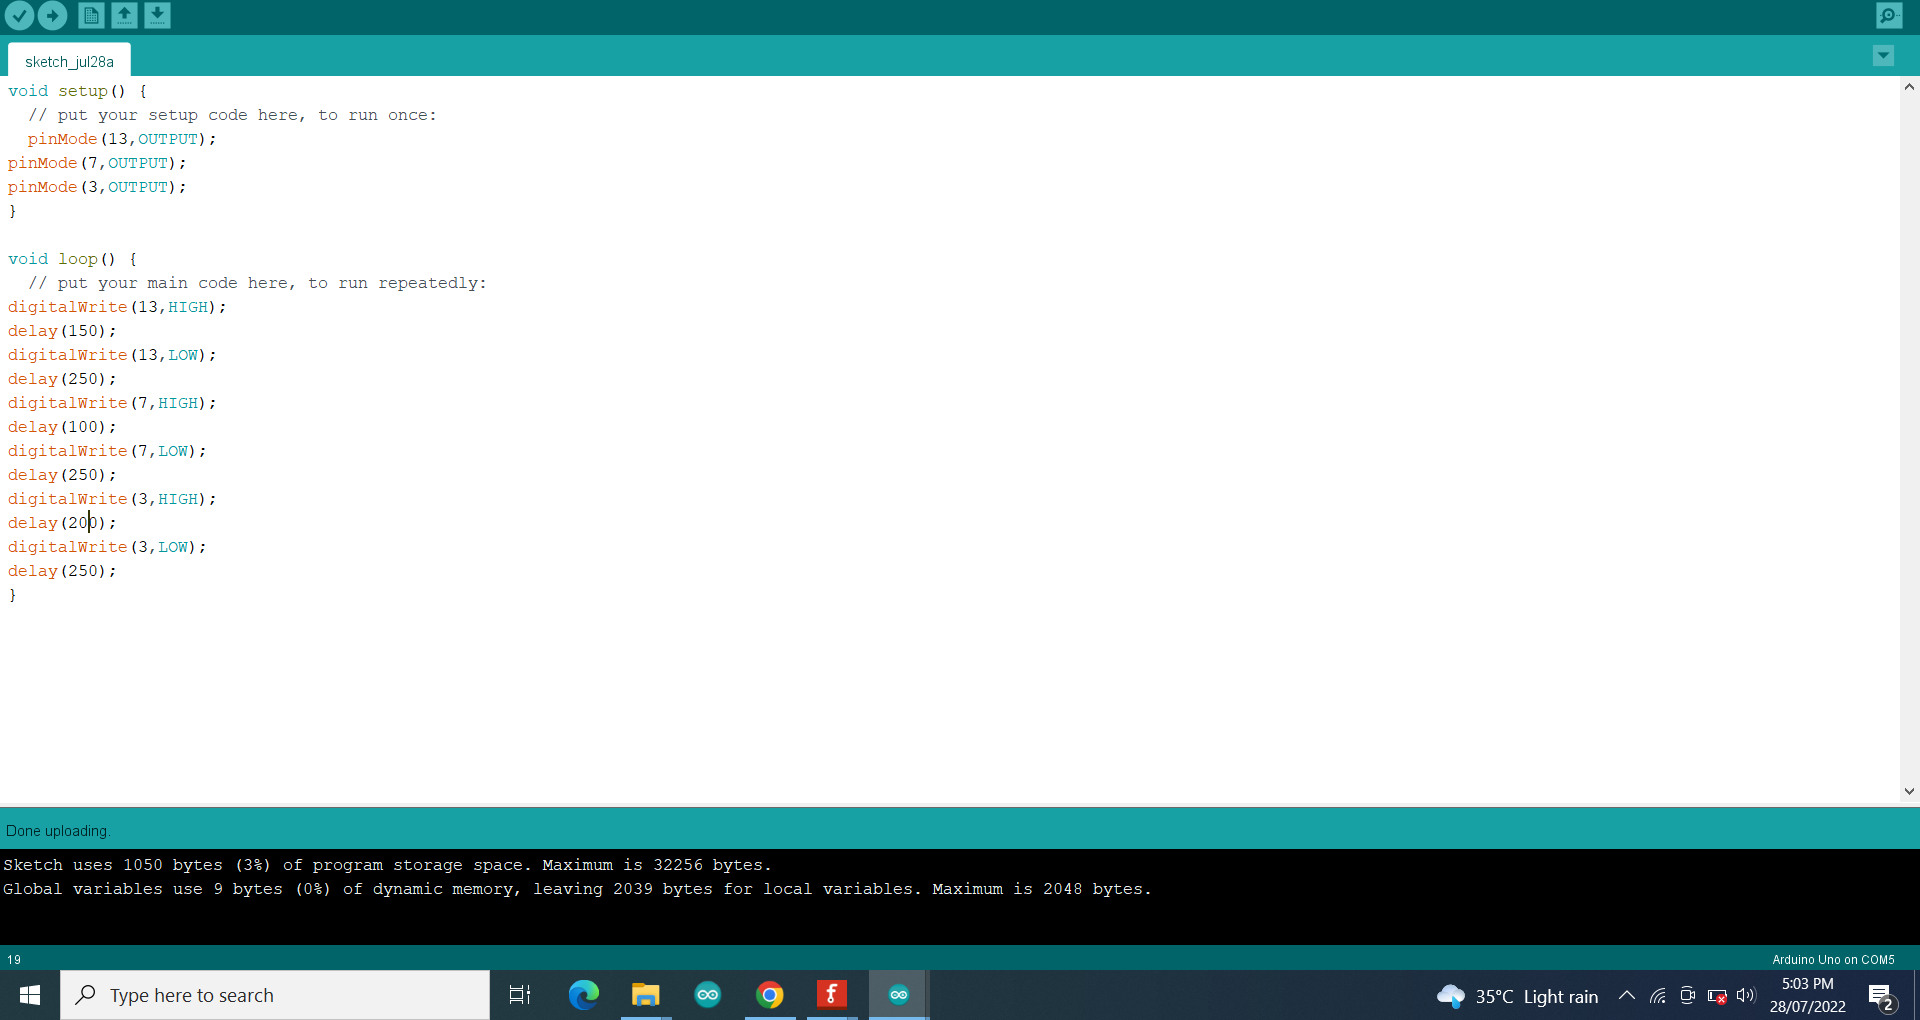 sketch_jul28a
void setup() {
  // put your setup code here, to run once:
  pinMode(13,OUTPUT);
pinMode(7,OUTPUT);
pinMode(3,OUTPUT);
}

void loop() {
  // put your main code here, to run repeatedly:
digitalWrite(13,HIGH);
delay(150);
digitalWrite(13,LOW);
delay(250);
digitalWrite(7,HIGH);
delay(100);
digitalWrite(7,LOW);
delay(250);
digitalWrite(3,HIGH);
delay(200);
digitalWrite(3,LOW);
delay(250);
}
Done uploading.
Sketch uses 1050 bytes (3%) of program storage space. Maximum is 32256 bytes.
Global variables use 9 bytes (0%) of dynamic memory, leaving 2039 bytes for local variables. Maximum is 2048 bytes.
19
Arduino Uno on COM5
Type here to search
35°C Light rain
5:03 PM
28/07/2022
2